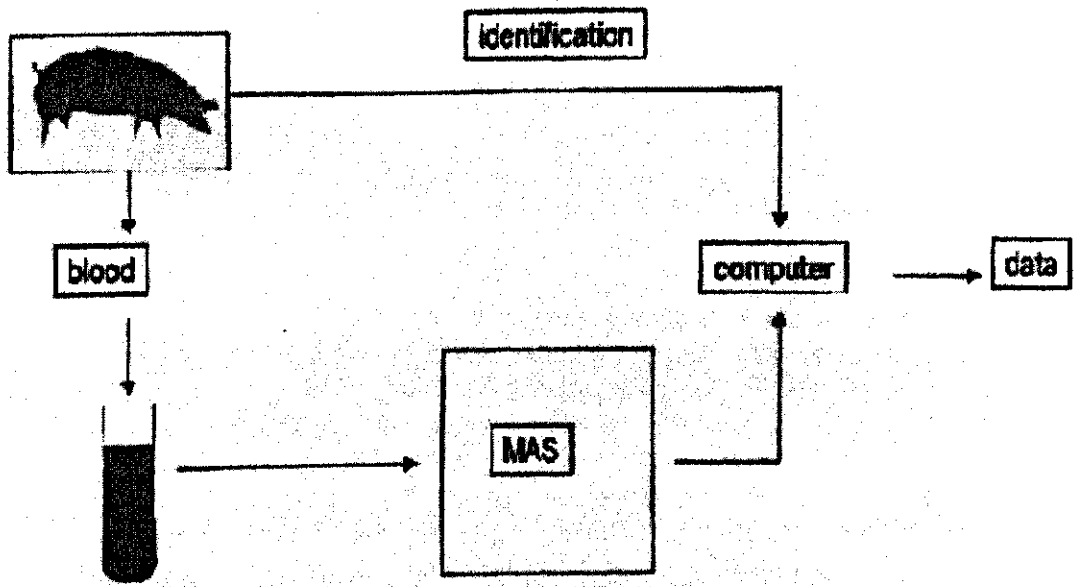 identification
blood
computer
data
MAS